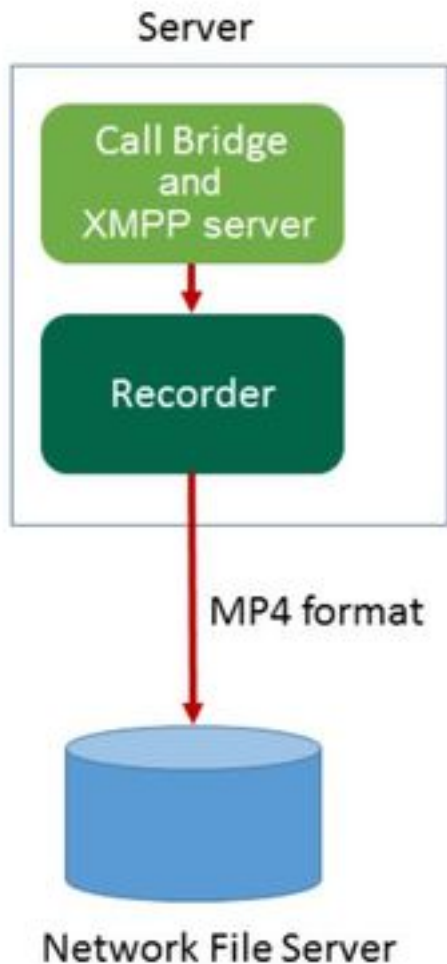 Server
Call Bridge
and
XMPP server
Recorder
MP4 format
Network File Server